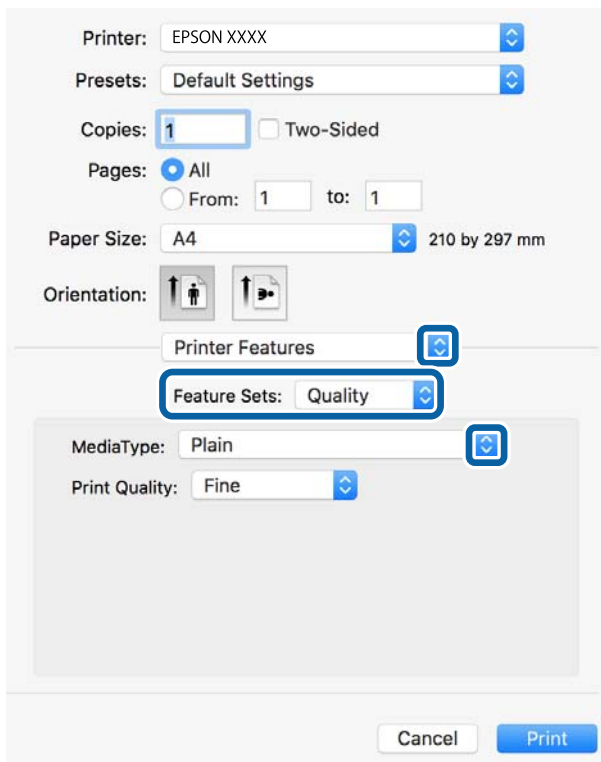 Printer: EPSON XXXX
Presets: Default Settings
Copies: 1 Two-Sided
Pages: All
From: 1 to: 1
Paper Size: A4 210 by 297 mm
Orientation:
Printer Features
Feature Sets: Quality
MediaType: Plain
Print Quality: Fine
Cancel Print